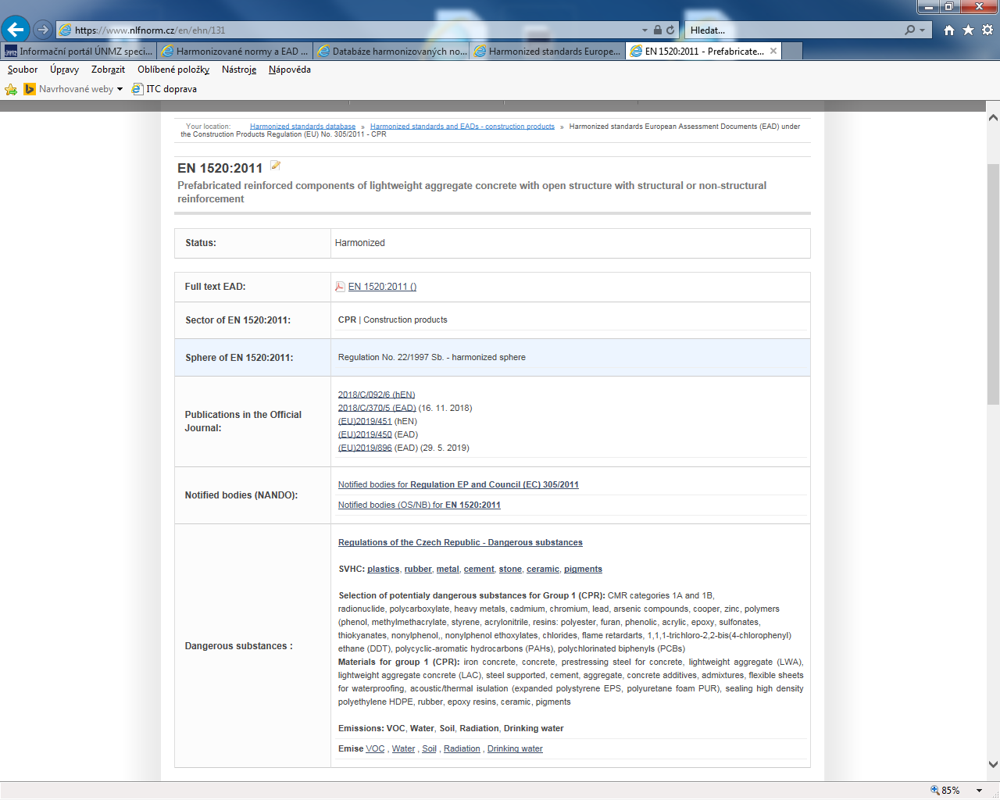 https://www.nlfnorm.cz/en/ehn/131
Hledat...
Informační portál ÚNMZ speci...
Harmonizované normy a EAD ...
Databáze harmonizovaných no...
Harmonized standards Europe...
EN 1520:2011 - Prefabricate...
Soubor Úpravy Zobrazit Oblíbené položky Nástroje Nápověda
Navrhované weby ITC doprava
Your location: Harmonized standards database » Harmonized standards and EADs - construction products » Harmonized standards European Assessment Documents (EAD) under
the Construction Products Regulation (EU) No. 305/2011 - CPR
EN 1520:2011
Prefabricated reinforced components of lightweight aggregate concrete with open structure with structural or non-structural
reinforcement
Status: Harmonized
Full text EAD: EN 1520:2011 ()
Sector of EN 1520:2011: CPR | Construction products
Sphere of EN 1520:2011: Regulation No. 22/1997 Sb. - harmonized sphere
Publications in the Official
Journal:
2018/C/092/6 (hEN)
2018/C/370/5 (EAD) (16. 11. 2018)
(EU)2019/451 (hEN)
(EU)2019/450 (EAD)
(EU)2019/896 (EAD) (29. 5. 2019)
Notified bodies (NANDO):
Notified bodies for Regulation EP and Council (EC) 305/2011
Notified bodies (OS/NB) for EN 1520:2011
Dangerous substances :
Regulations of the Czech Republic - Dangerous substances
SVHC: plastics, rubber, metal, cement, stone, ceramic, pigments
Selection of potentialy dangerous substances for Group 1 (CPR): CMR categories 1A and 1B,
radionuclide, polycarboxylate, heavy metals, cadmium, chromium, lead, arsenic compounds, cooper, zinc, polymers
(phenol, methylmethacrylate, styrene, acrylonitrile, resins: polyester, furan, phenolic, acrylic, epoxy, sulfonates,
thiokyanates, nonylphenol,, nonylphenol ethoxylates, chlorides, flame retardarts, 1,1,1-trichloro-2,2-bis(4-chlorophenyl)
ethane (DDT), polycyclic-aromatic hydrocarbons (PAHs), polychlorinated biphenyls (PCBs)
Materials for group 1 (CPR): iron concrete, concrete, prestressing steel for concrete, lightweight aggregate (LWA),
lightweight aggregate concrete (LAC), steel supported, cement, aggregate, concrete additives, admixtures, flexible sheets
for waterproofing, acoustic/thermal isulation (expanded polystyrene EPS, polyuretane foam PUR), sealing high density
polyethylene HDPE, rubber, epoxy resins, ceramic, pigments
Emissions: VOC, Water, Soil, Radiation, Drinking water
Emise VOC , Water , Soil , Radiation , Drinking water
85%